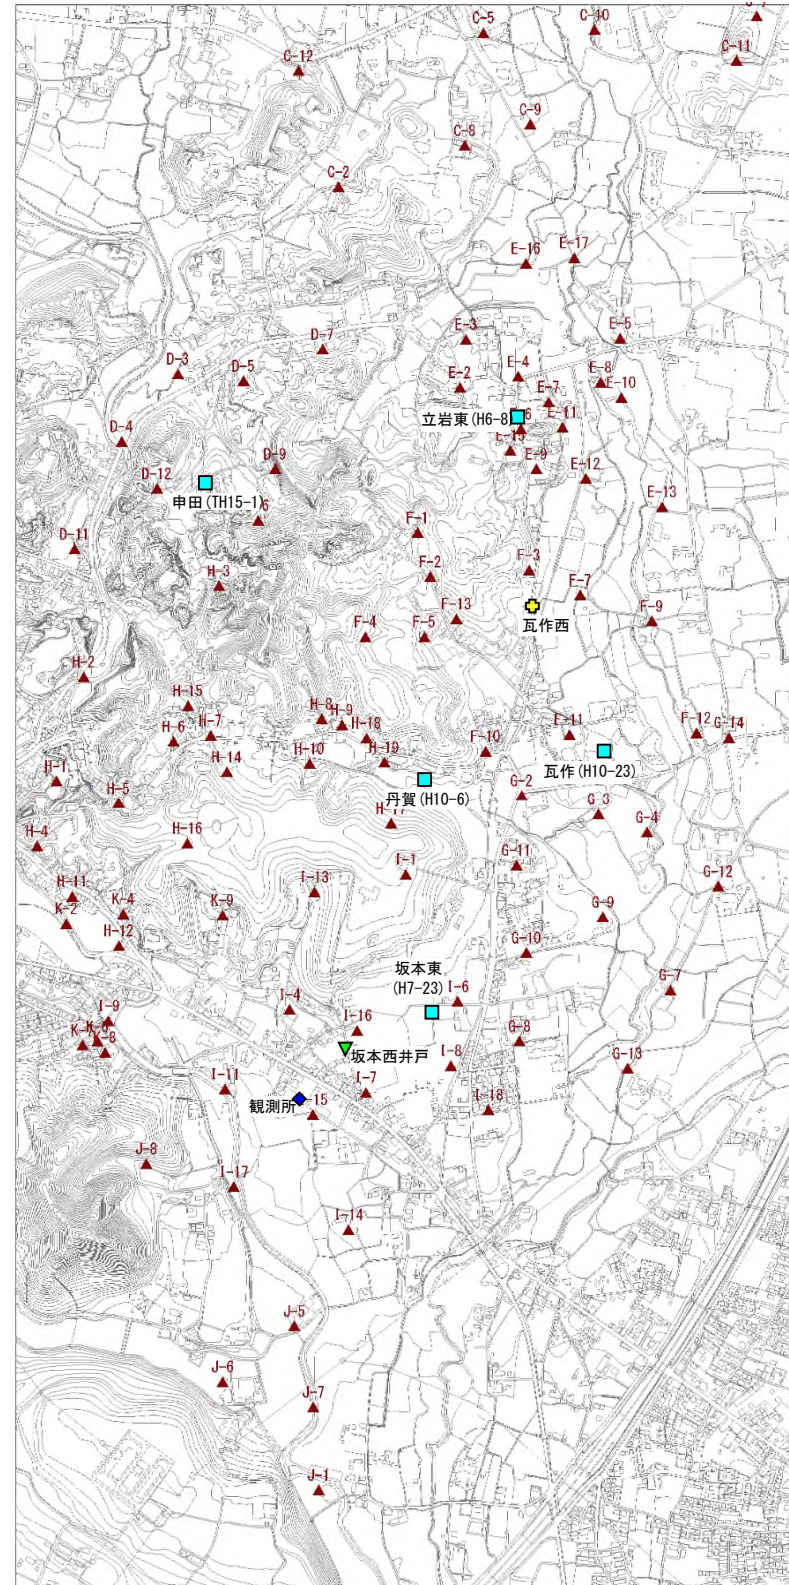 C-5
C-10
C-12
C-11
C-9
C-8
C-2
E-17
E-16
E-5
E-3
D-7
D-3
D-5
E-4
E-8
E-2
E-10
E-7
立岩東(H6-8)
E-11
D-4
E-15
D-9
E-9
D-12
E-12
申田(TH15-1)
E-13
F-1
D-11
F-3
F-2
H-3
F-7
F-13
F-9
瓦作西
F-4
F-5
H-2
H-15
H-8
H-9
H-7
H-18
H-6
F-12
G-14
F-10
H-10
H-19
H-14
瓦作(H10-23)
H-1
丹賀(H10-6)
G-2
H-5
G-3
G-4
H-4
H-16
G-11
I-1
G-12
I-13
H-11
K-4
K-9
G-9
K-2
H-12
G-10
坂本東
(H7-23)
G-7
I-6
I-4
I-9
I-16
G-8
K-8
坂本西井戸
I-8
G-13
I-11
I-7
観測所
I-18
J-8
I-17
I-14
J-5
J-6
J-7
J-1